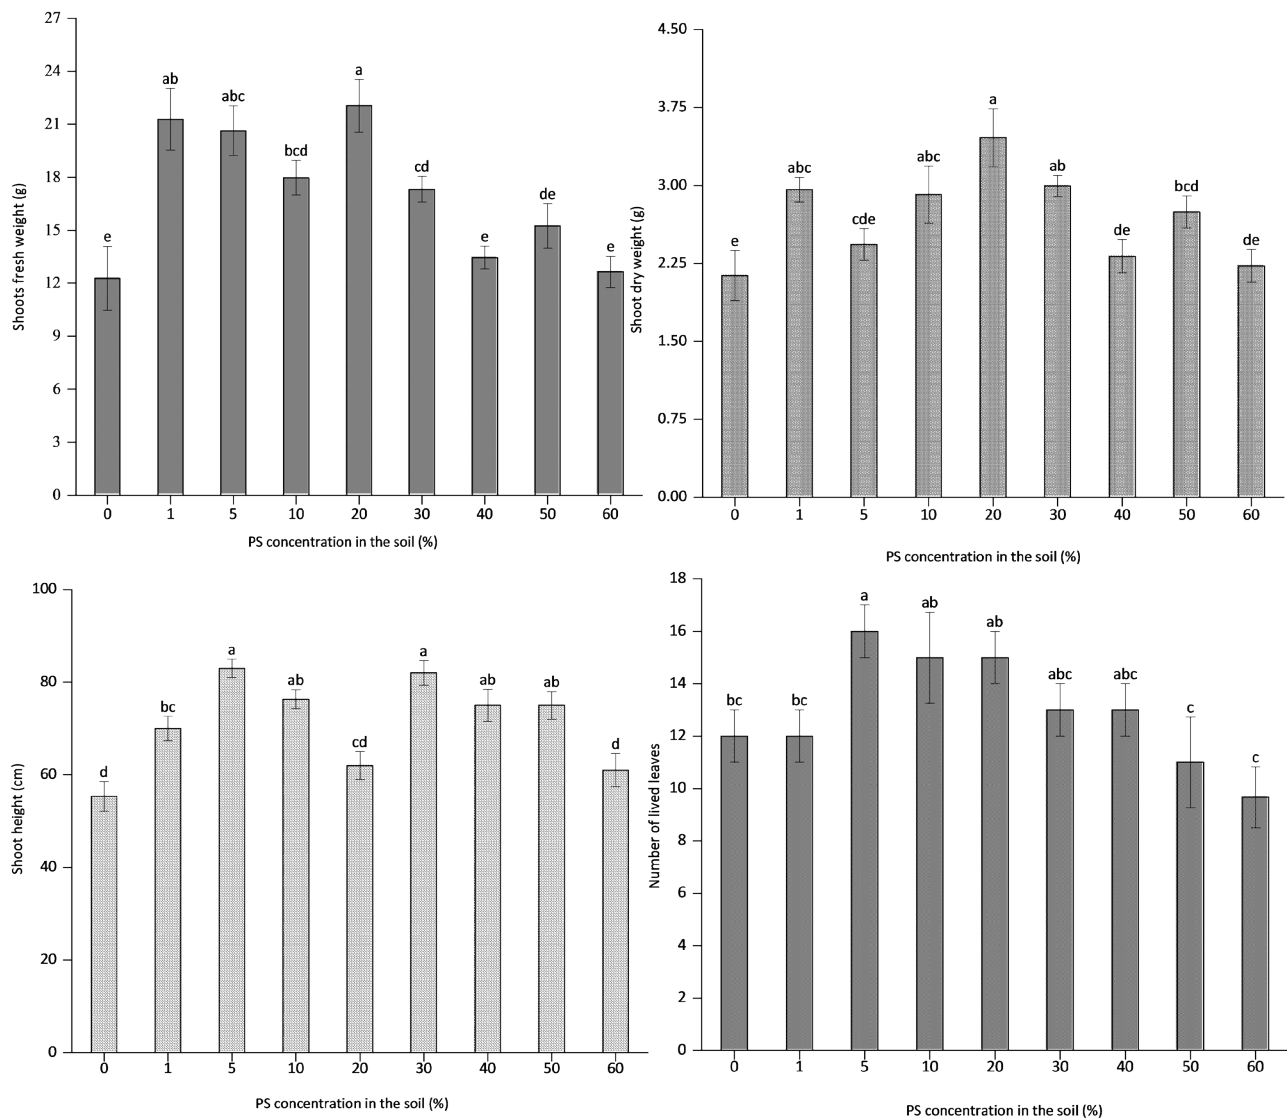 Shoots fresh weight (g)
27
24
21
18
15
12
9
6
3
0
e
ab
abc
bcd
a
cd
e
de
e
0 1 5 10 20 30 40 50 60
PS concentration in the soil (%)
Shoot dry weight (g)
4.50
3.75
3.00
2.25
1.50
0.75
0.00
e
abc
cde
abc
a
ab
de
bcd
de
0 1 5 10 20 30 40 50 60
PS concentration in the soil (%)
Shoot height (cm)
100
80
60
40
20
0
d
bc
a
ab
cd
a
ab
ab
d
0 1 5 10 20 30 40 50 60
PS concentration in the soil (%)
Number of lived leaves
18
16
14
12
10
8
6
4
2
0
bc
bc
a
ab
ab
abc
abc
c
c
0 1 5 10 20 30 40 50 60
PS concentration in the soil (%)